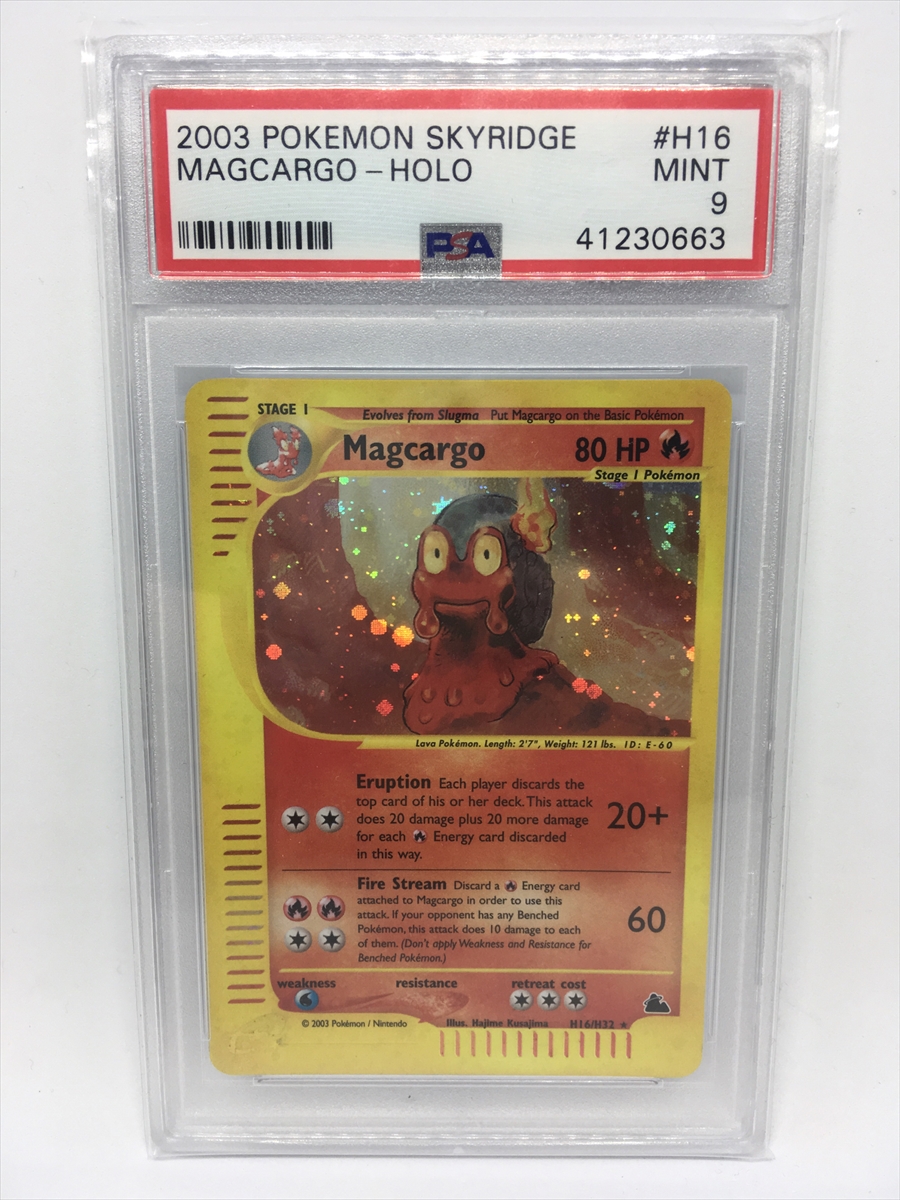 2003 POKEMON SKYRIDGE #H16
MAGCARGO – HOLO MINT
9
PSA 41230663
STAGE 1 Evolves from Slugma Put Magcargo on the Basic Pokémon
Magcargo 80 HP
Stage 1 Pokémon
Lava Pokémon. Length: 2'7", Weight: 121 lbs. ID: E-60
Eruption Each player discards the
top card of his or her deck. This attack
does 20 damage plus 20 more damage
for each Energy card discarded
in this way.
20+
Fire Stream Discard a Energy card
attached to Magcargo in order to use this
attack. If your opponent has any Benched
Pokémon, this attack does 10 damage to each
of them. (Don't apply Weakness and Resistance for
Benched Pokémon.)
60
weakness resistance retreat cost
© 2003 Pokémon / Nintendo Illus. Hajime Kusajima H16/H32 ★